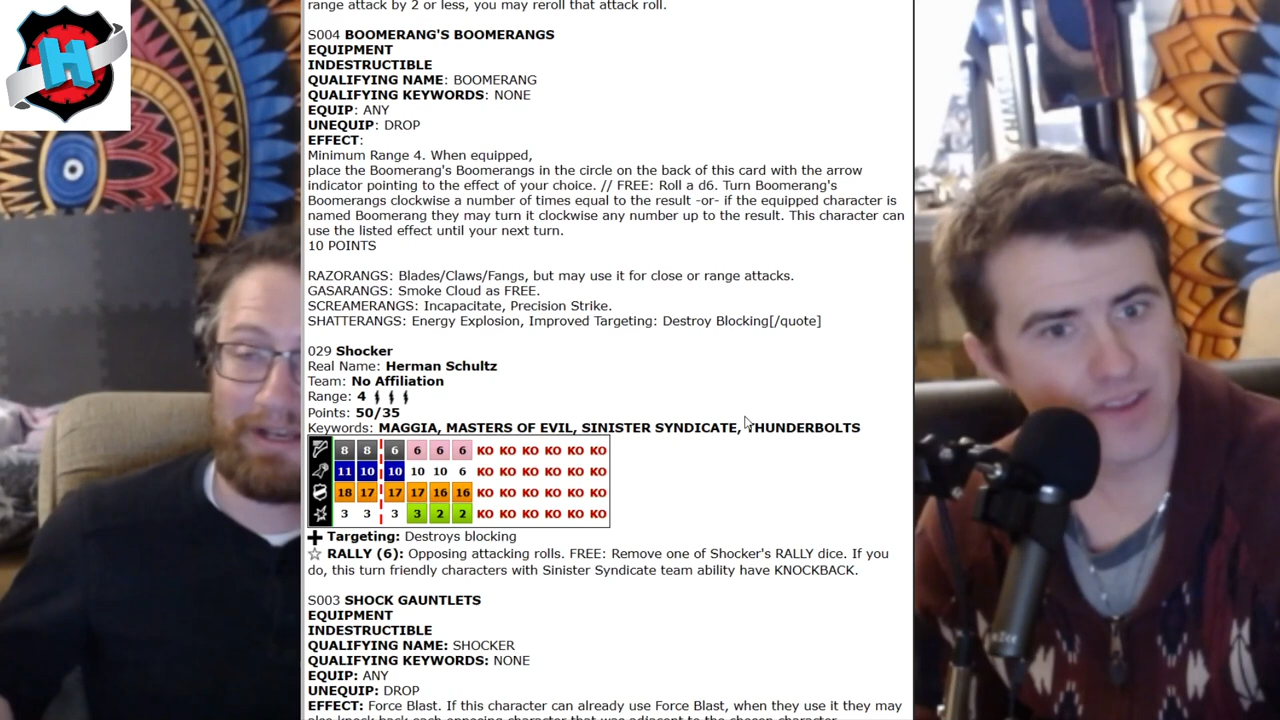 H
range attack by 2 or less, you may reroll that attack roll.
S004 BOOMERANG'S BOOMERANGS
EQUIPMENT
INDESTRUCTIBLE
QUALIFYING NAME: BOOMERANG
QUALIFYING KEYWORDS: NONE
EQUIP: ANY
UNEQUIP: DROP
EFFECT:
Minimum Range 4. When equipped,
place the Boomerang's Boomerangs in the circle on the back of this card with the arrow
indicator pointing to the effect of your choice. // FREE: Roll a d6. Turn Boomerang's
Boomerangs clockwise a number of times equal to the result -or- if the equipped character is
named Boomerang they may turn it clockwise any number up to the result. This character can
use the listed effect until your next turn.
10 POINTS
RAZORANGS: Blades/Claws/Fangs, but may use it for close or range attacks.
GASARANGS: Smoke Cloud as FREE.
SCREAMERANGS: Incapacitate, Precision Strike.
SHATTERANGS: Energy Explosion, Improved Targeting: Destroy Blocking[/quote]
029 Shocker
Real Name: Herman Schultz
Team: No Affiliation
Range: 4
Points: 50/35
Keywords: MAGGIA, MASTERS OF EVIL, SINISTER SYNDICATE, THUNDERBOLTS
8 8 6 6 6 6 KO KO KO KO KO KO
11 10 10 10 10 6 KO KO KO KO KO KO
18 17 17 17 16 16 KO KO KO KO KO KO
3 3 3 3 2 2 KO KO KO KO KO KO
Targeting: Destroys blocking
RALLY (6): Opposing attacking rolls. FREE: Remove one of Shocker's RALLY dice. If you
do, this turn friendly characters with Sinister Syndicate team ability have KNOCKBACK.
S003 SHOCK GAUNTLETS
EQUIPMENT
INDESTRUCTIBLE
QUALIFYING NAME: SHOCKER
QUALIFYING KEYWORDS: NONE
EQUIP: ANY
UNEQUIP: DROP
EFFECT: Force Blast. If this character can already use Force Blast, when they use it they may
also knock back each opposing character that was adjacent to the chosen character.